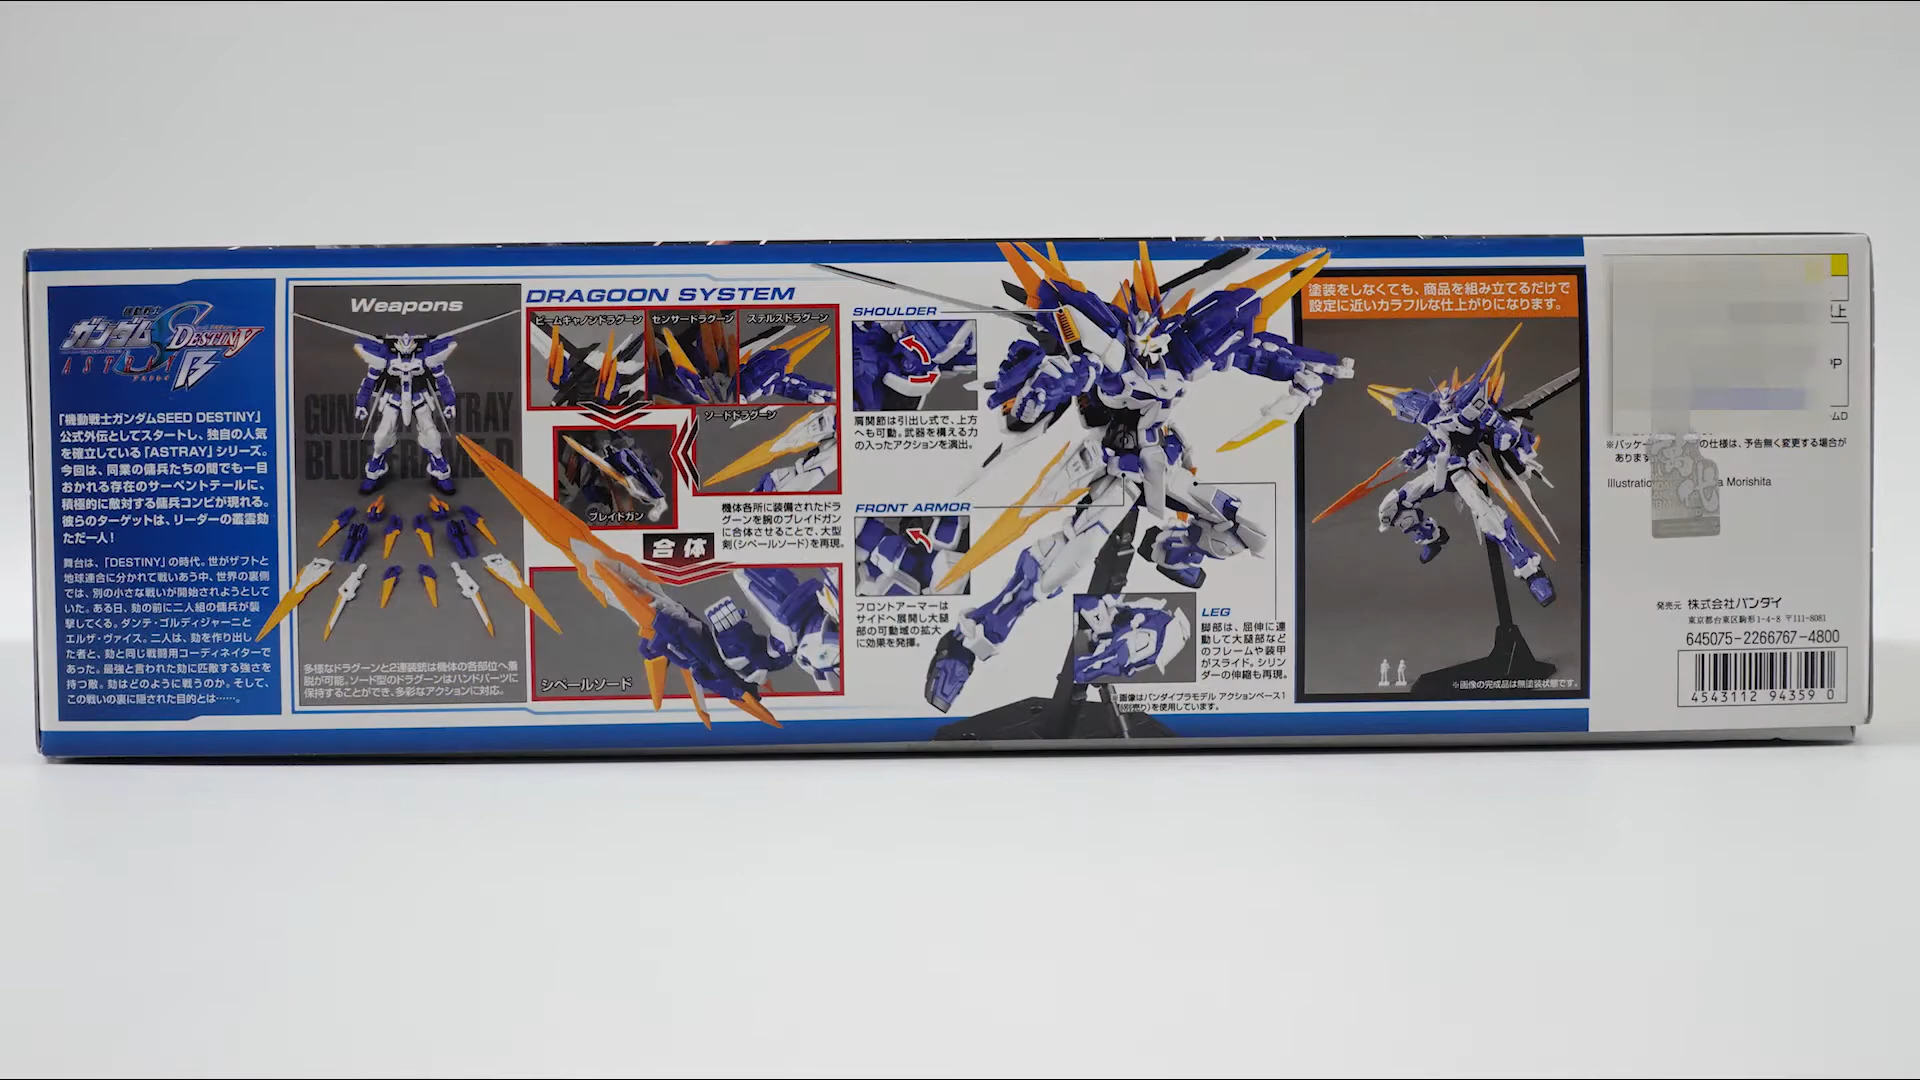 機動戦士
ガンダムSEED DESTINY
ASTRAY B
アストレイ
「機動戦士ガンダムSEED DESTINY」
公式外伝としてスタートし、独自の人気
を確立している「ASTRAY」シリーズ。
今回は、同業の傭兵たちの間でも一目
おかれる存在のサーペントテールに、
積極的に敵対する傭兵コンビが現れる。
彼らのターゲットは、リーダーの叢雲劾
ただ一人!
舞台は、「DESTINY」の時代。世がザフトと
地球連合に分かれて戦いあう中、世界の裏側
では、別の小さな戦いが開始されようとして
いた。ある日、劾の前に二人組の傭兵が襲
撃してくる。ダンテ・ゴルディジャーニと
エルザ・ヴァイス。二人は、劾を作り出し
た者と、劾と同じ戦闘用コーディネイターで
あった。最強と言われた劾に匹敵する強さを
持つ敵。劾はどのように戦うのか。そして、
この戦いの裏に隠された目的とは……。
Weapons
多様なドラグーンと2連装銃は機体の各部位へ着
脱が可能。ソード型のドラグーンはハンドパーツに
保持することができ、多彩なアクションに対応。
DRAGOON SYSTEM
ビームキャノンドラグーン
センサードラグーン
ステルスドラグーン
ソードドラグーン
ブレイドガン
機体各所に装備されたドラ
グーンを腕のブレイドガン
に合体させることで、大型
剣(シペールソード)を再現。
合体
シペールソード
SHOULDER
肩関節は引出し式で、上方
へも可動。武器を構える力
の入ったアクションを演出。
FRONT ARMOR
フロントアーマーは
サイドへ展開し大腿
部の可動域の拡大
に効果を発揮。
LEG
脚部は、屈伸に連
動して大腿部など
のフレームや装甲
がスライド。シリン
ダーの伸縮も再現。
※画像はバンダイプラモデル アクションベース1
(別売り)を使用しています。
塗装をしなくても、商品を組み立てるだけで
設定に近いカラフルな仕上がりになります。
※画像の完成品は無塗装状態です。
上
※パッケー
の仕様は、予告無く変更する場合が
あります
Illustratio
a Morishita
発売元 株式会社バンダイ
東京都台東区駒形1-4-8 〒111-8081
645075-2266767-4800
4543112 94359 0